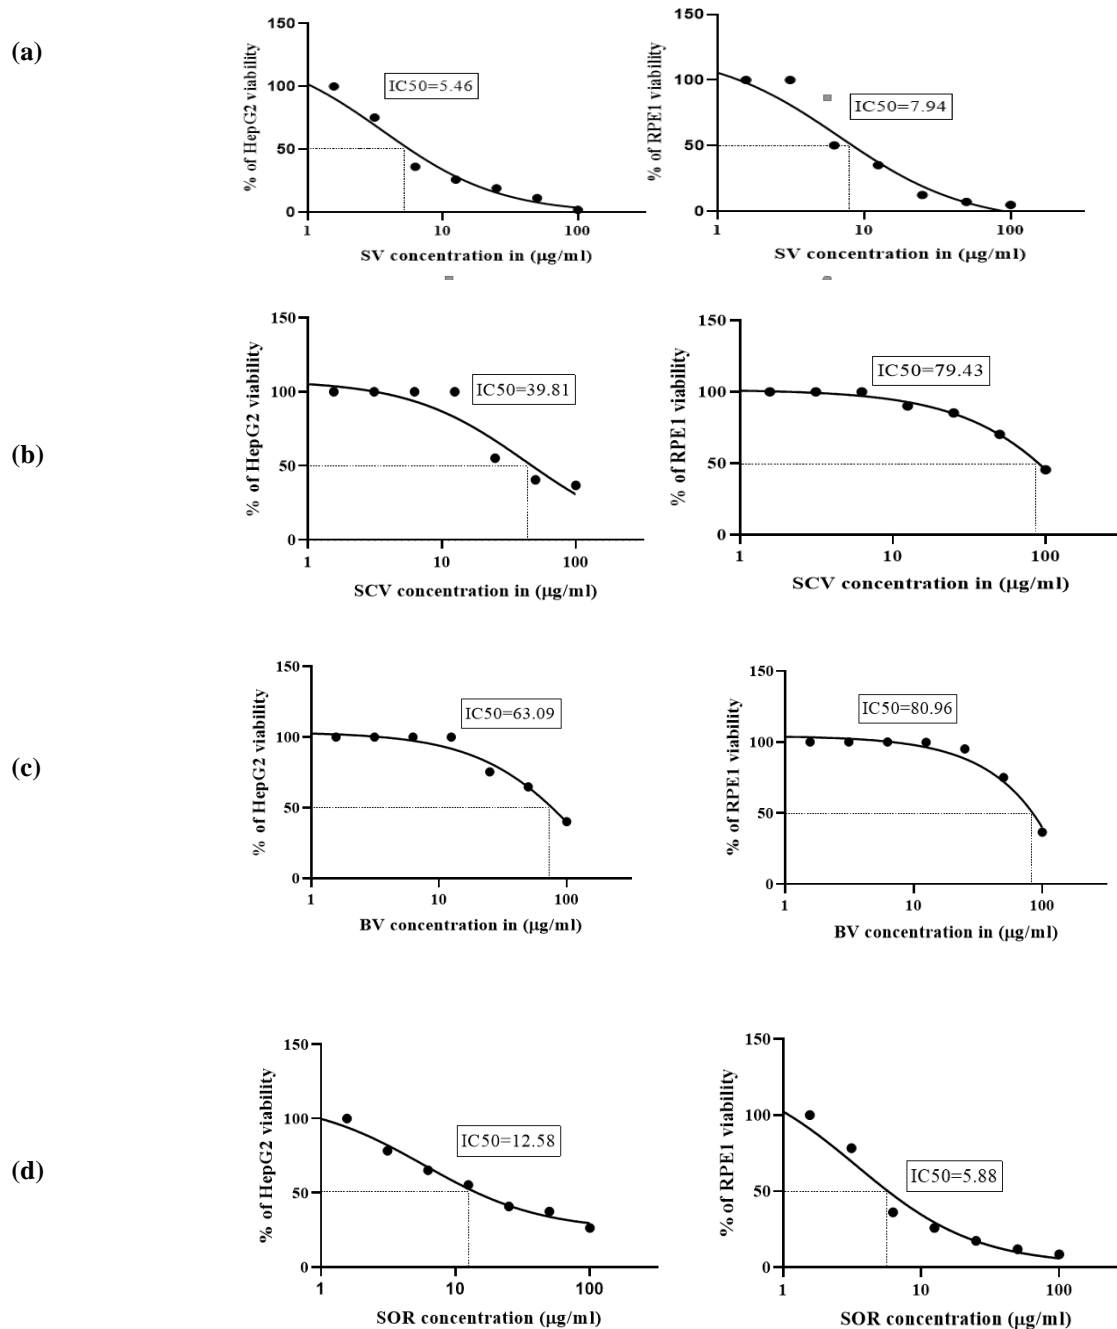 (a)
% of HepG2 viability
150
100
50
0
IC50=5.46
1
10
100
SV concentration in (μg/ml)
% of RPE1 viability
150
100
50
0
IC50=7.94
1
10
100
SV concentration in (μg/ml)
(b)
% of HepG2 viability
150
100
50
0
IC50=39.81
1
10
100
SCV concentration in (μg/ml)
% of RPE1 viability
150
100
50
0
IC50=79.43
1
10
100
SCV concentration in (μg/ml)
(c)
% of HepG2 viability
150
100
50
0
IC50=63.09
1
10
100
BV concentration in (μg/ml)
% of RPE1 viability
150
100
50
0
IC50=80.96
1
10
100
BV concentration in (μg/ml)
(d)
% of HepG2 viability
150
100
50
0
IC50=12.58
1
10
100
SOR concentration (μg/ml)
% of RPE1 viability
150
100
50
0
IC50=5.88
1
10
100
SOR concentration (μg/ml)